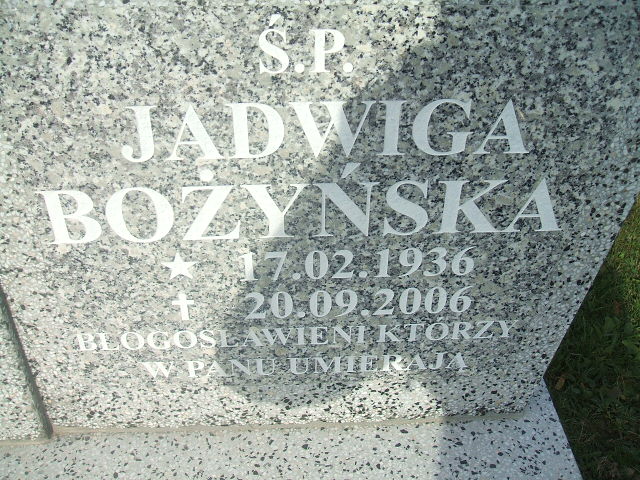 Ś.P.
JADWIGA
BOŻYŃSKA
★ 17.02.1936
✝ 20.09.2006
BŁOGOSŁAWIENI KTÓRZY
W PANU UMIERAJĄ